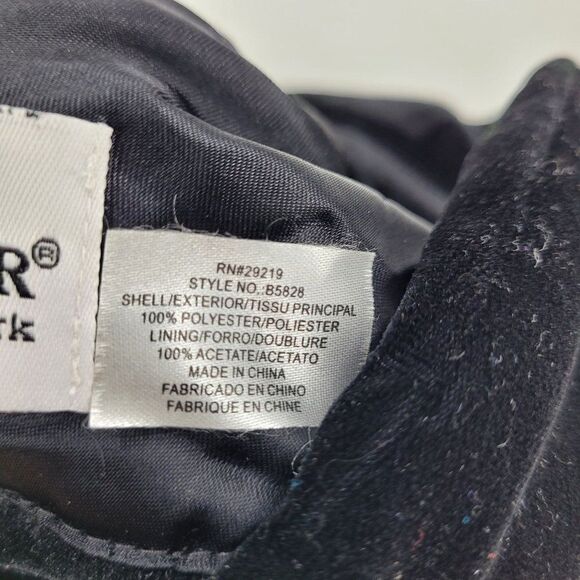 R®
rk
RN#29219
STYLE NO.:B5828
SHELL/EXTERIOR/TISSU PRINCIPAL
100% POLYESTER/POLIESTER
LINING/FORRO/DOUBLURE
100% ACETATE/ACETATO
MADE IN CHINA
FABRICADO EN CHINO
FABRIQUE EN CHINE